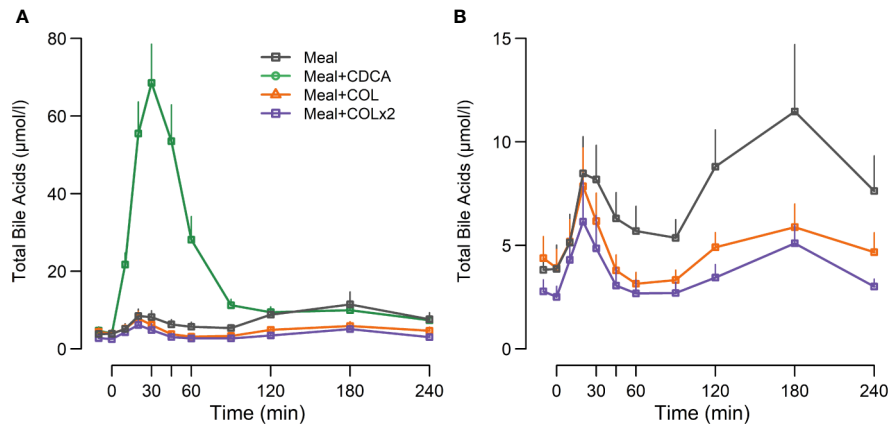 A
Total Bile Acids (µmol/l)
80
60
40
20
0
Meal
Meal+CDCA
Meal+COL
Meal+COLx2
0 30 60 120 180 240
Time (min)
B
Total Bile Acids (µmol/l)
15
10
5
0
0 30 60 120 180 240
Time (min)